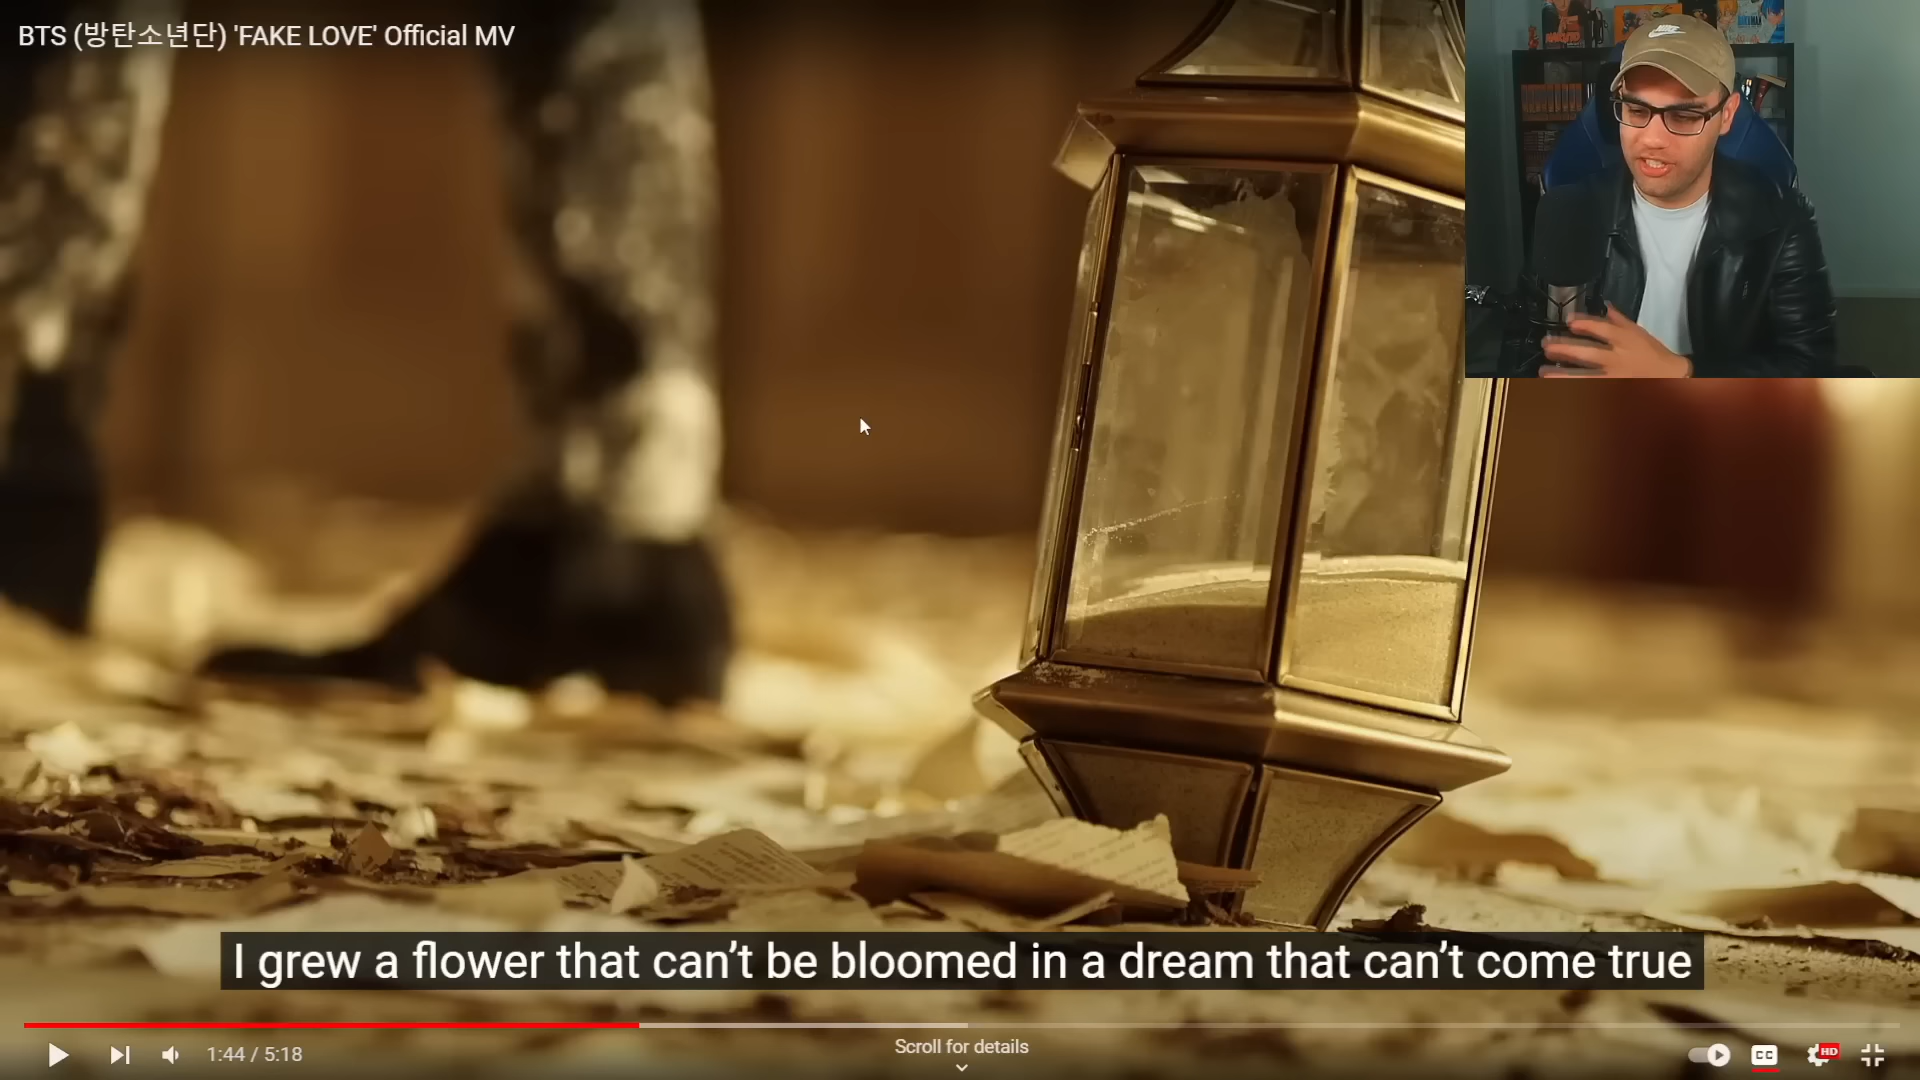 BTS (방탄소년단) 'FAKE LOVE' Official MV
I grew a flower that can’t be bloomed in a dream that can’t come true
1:44 / 5:18
Scroll for details
CC
HD